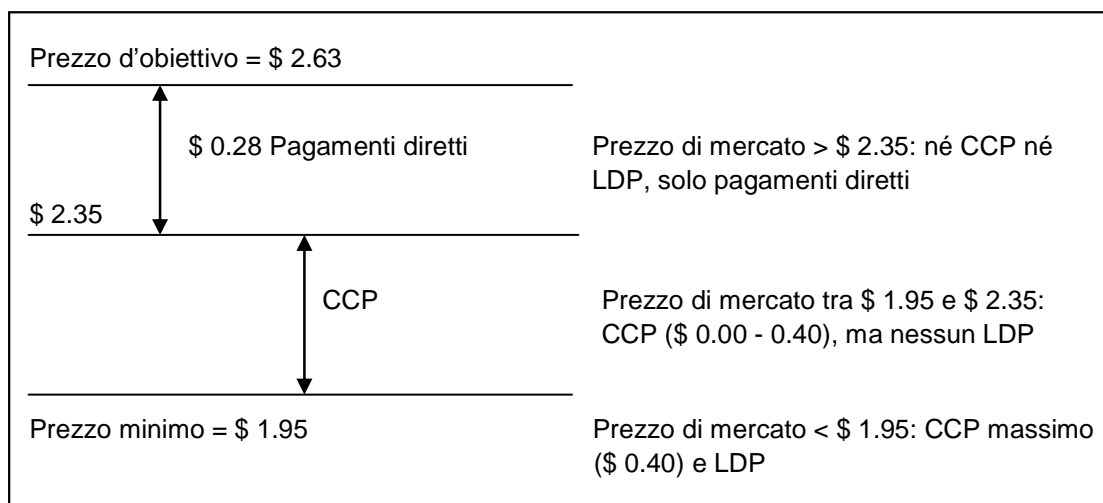 Prezzo d’obiettivo = $ 2.63
$ 0.28 Pagamenti diretti
Prezzo di mercato > $ 2.35: né CCP né
LDP, solo pagamenti diretti
$ 2.35
CCP
Prezzo di mercato tra $ 1.95 e $ 2.35:
CCP ($ 0.00 - 0.40), ma nessun LDP
Prezzo minimo = $ 1.95
Prezzo di mercato < $ 1.95: CCP massimo
($ 0.40) e LDP